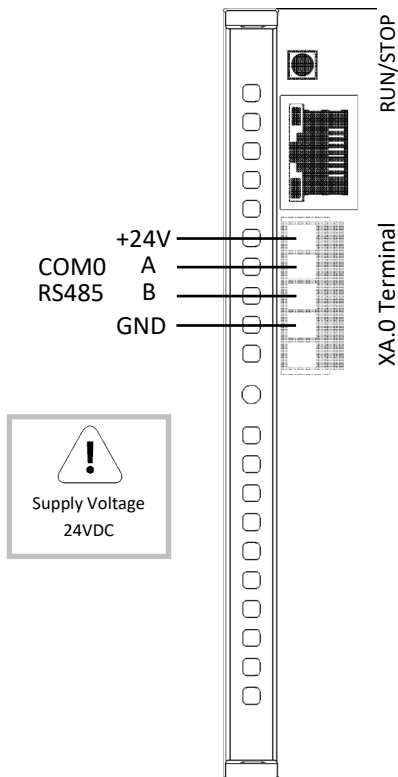 RUN/STOP
+24V
COM0 A
RS485 B
GND
XA.0 Terminal
!
Supply Voltage
24VDC